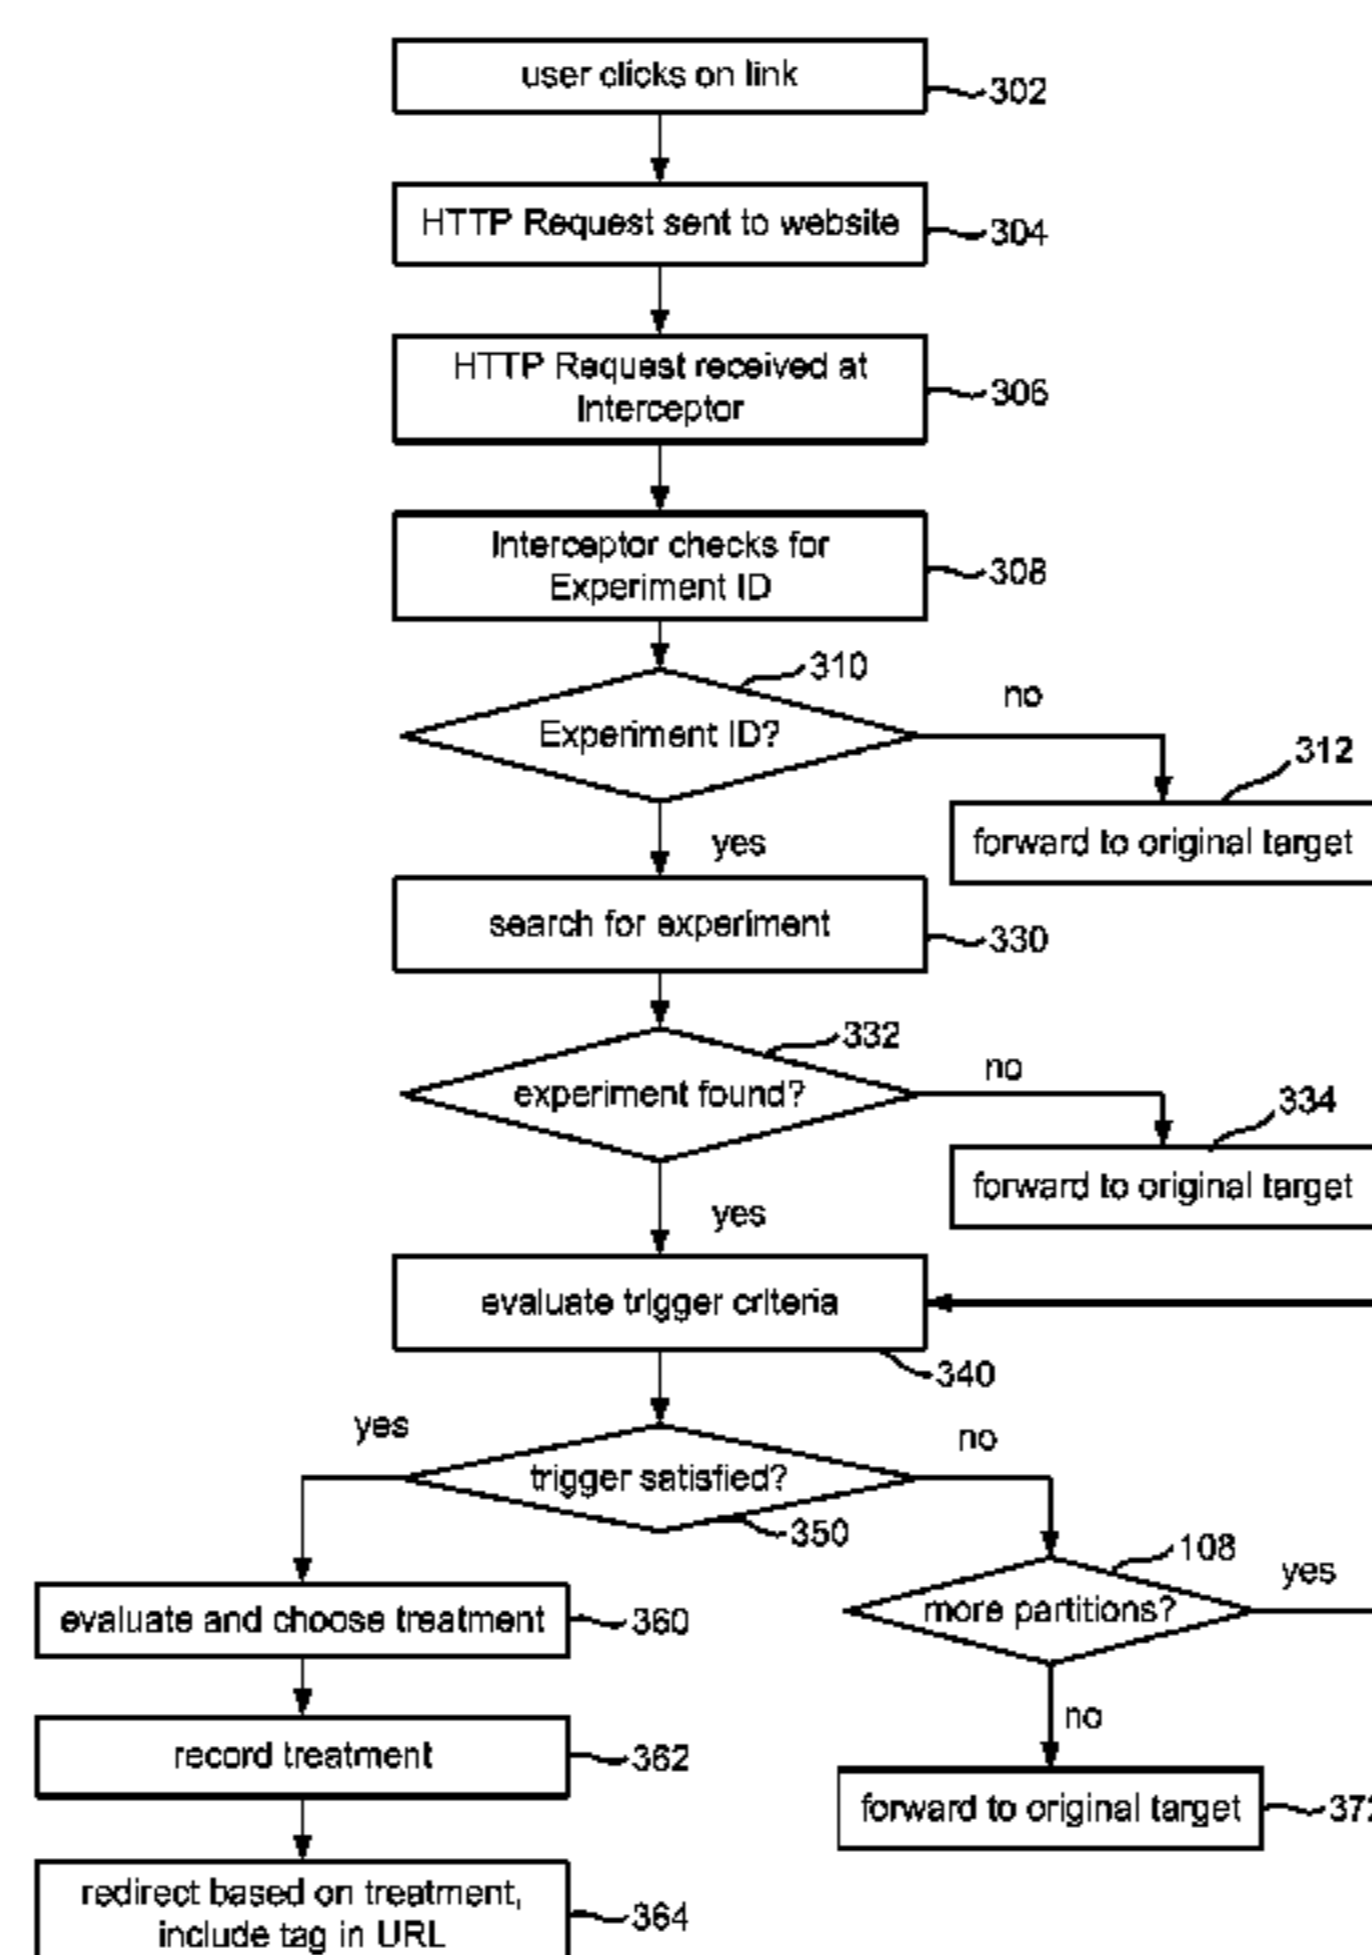 user clicks on link
302
HTTP Request sent to website
304
HTTP Request received at
Interceptor
306
Interceptor checks for
Experiment ID
308
310
Experiment ID?
no
312
yes
forward to original target
search for experiment
330
332
experiment found?
no
334
yes
forward to original target
evaluate trigger criteria
340
yes
no
trigger satisfied?
350
108
yes
more partitions?
evaluate and choose treatment
360
no
record treatment
362
forward to original target
372
redirect based on treatment,
include tag in URL
364